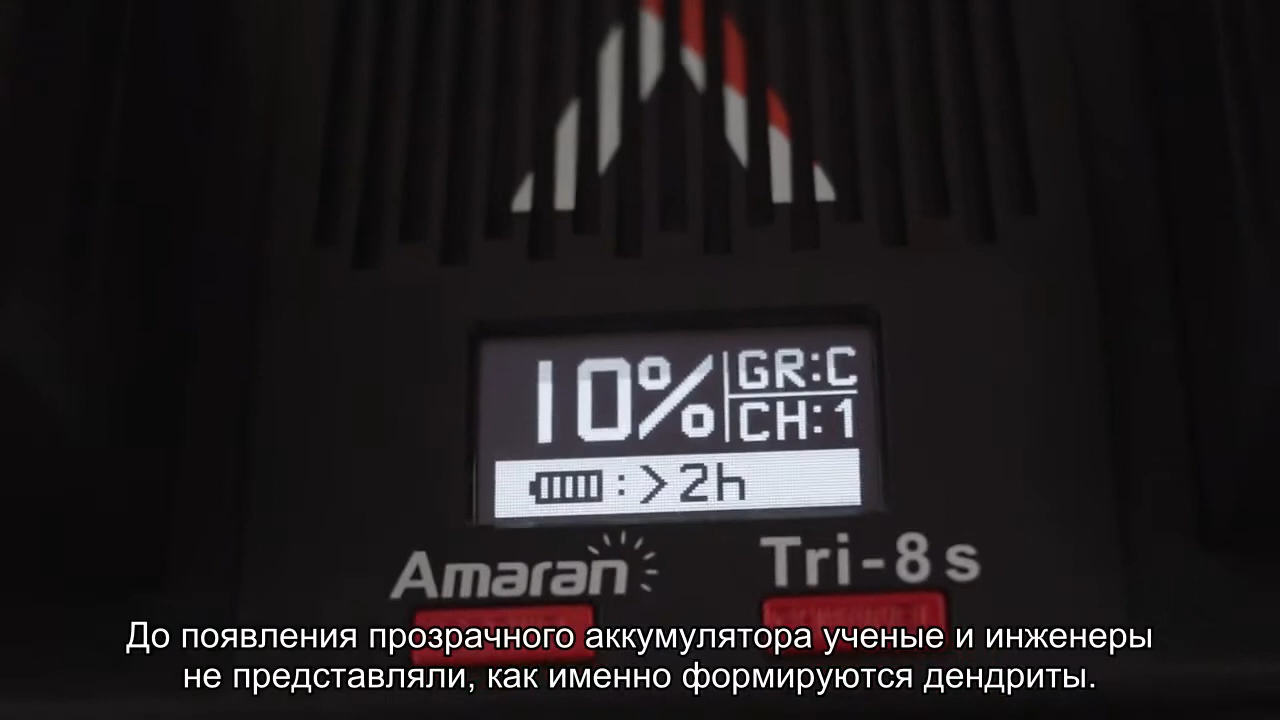 10%
GR:C
CH:1
:>2h
Amaran
Tri-8s
До появления прозрачного аккумулятора ученые и инженеры
не представляли, как именно формируются дендриты.